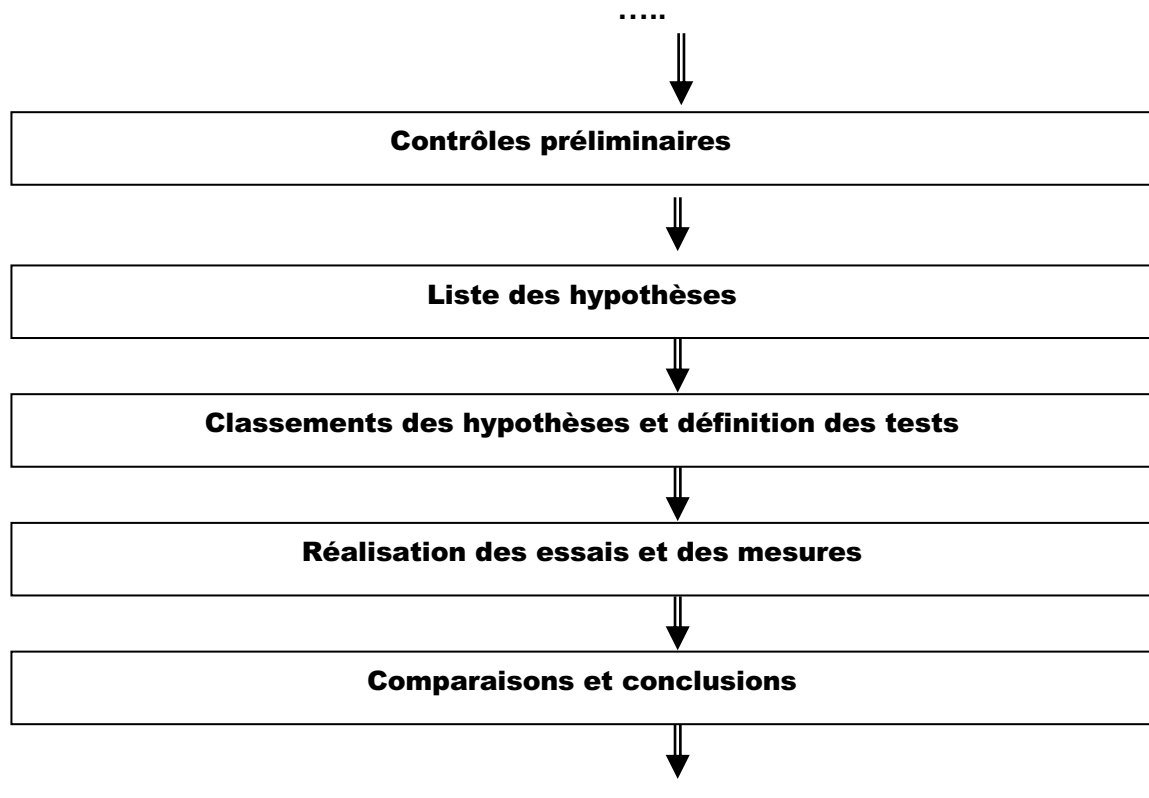 .....
Contrôles préliminaires
Liste des hypothèses
Classements des hypothèses et définition des tests
Réalisation des essais et des mesures
Comparaisons et conclusions